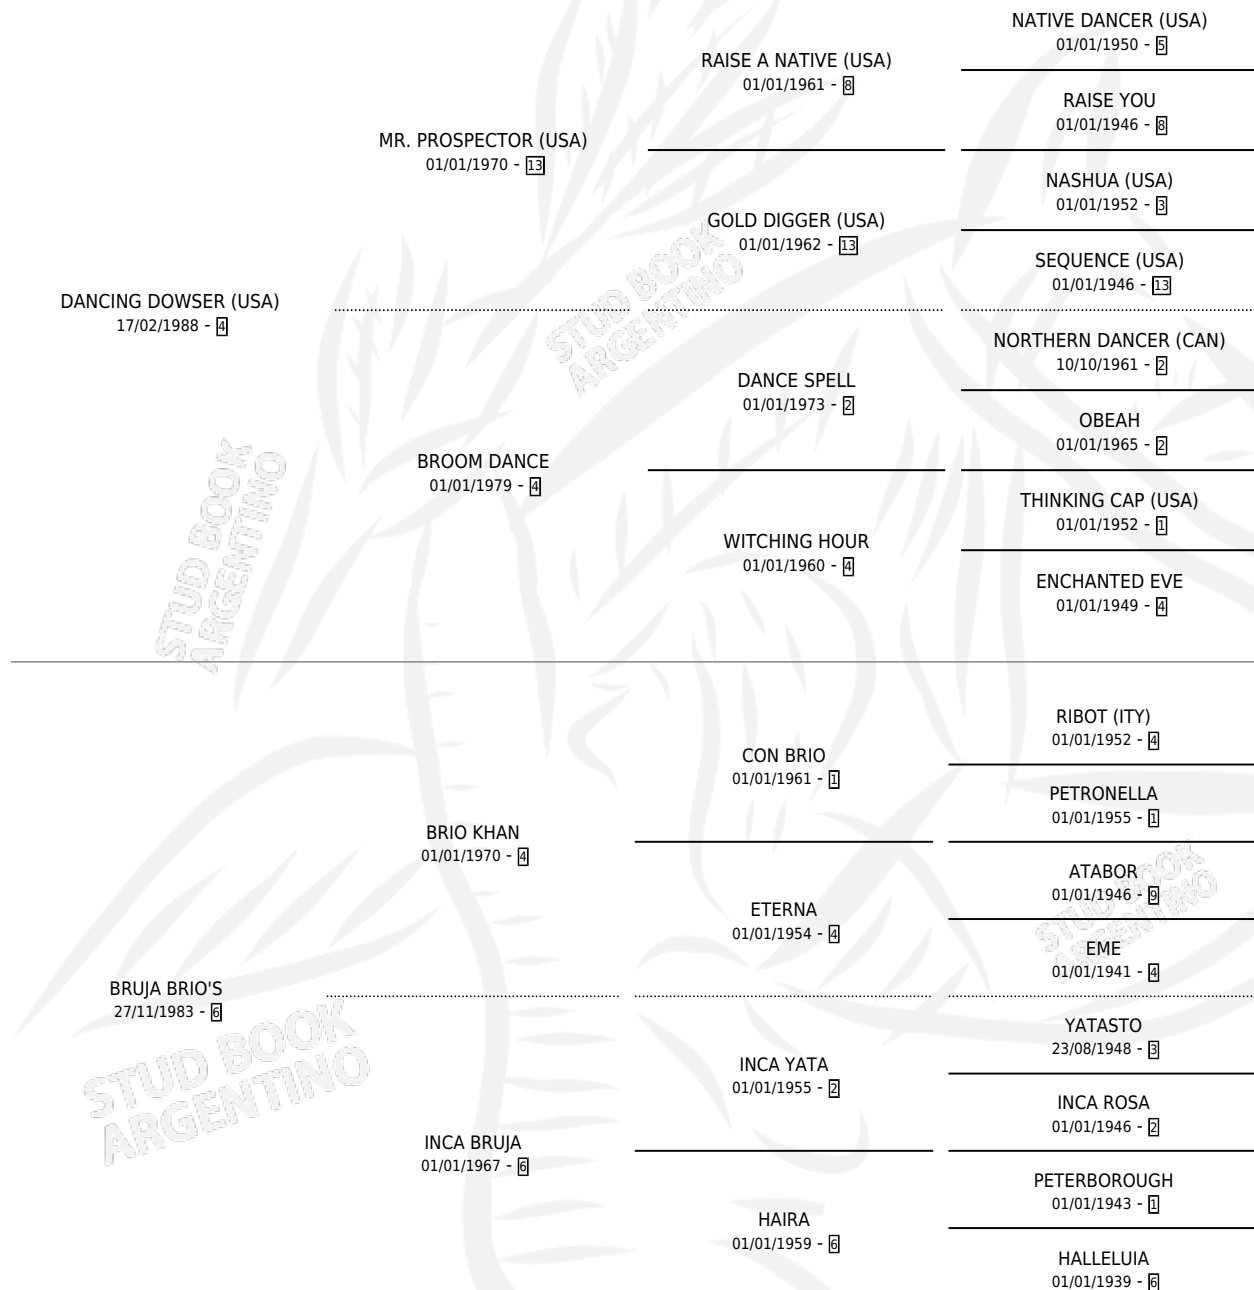 NATIVE DANCER (USA)
01/01/1950 - 5
RAISE A NATIVE (USA)
01/01/1961 - 8
RAISE YOU
01/01/1946 - 8
MR. PROSPECTOR (USA)
01/01/1970 - 13
NASHUA (USA)
01/01/1952 - 3
GOLD DIGGER (USA)
01/01/1962 - 13
SEQUENCE (USA)
01/01/1946 - 13
DANCING DOWSER (USA)
17/02/1988 - 4
STUD BOOK
ARGENTINO
NORTHERN DANCER (CAN)
10/10/1961 - 2
DANCE SPELL
01/01/1973 - 2
OBEAH
01/01/1965 - 2
BROOM DANCE
01/01/1979 - 4
THINKING CAP (USA)
01/01/1952 - 1
WITCHING HOUR
01/01/1960 - 4
ENCHANTED EVE
01/01/1949 - 4
STUD BOOK
ARGENTINO
RIBOT (ITY)
01/01/1952 - 4
CON BRIO
01/01/1961 - 1
PETRONELLA
01/01/1955 - 1
BRIO KHAN
01/01/1970 - 4
ATABOR
01/01/1946 - 9
ETERNA
01/01/1954 - 4
EME
01/01/1941 - 4
STUD BOOK
ARGENTINO
BRUJA BRIO'S
27/11/1983 - 6
STUD BOOK
ARGENTINO
YATASTO
23/08/1948 - 3
INCA YATA
01/01/1955 - 2
INCA ROSA
01/01/1946 - 2
INCA BRUJA
01/01/1967 - 6
PETERBOROUGH
01/01/1943 - 1
HAIRA
01/01/1959 - 6
HALLELUIA
01/01/1939 - 6